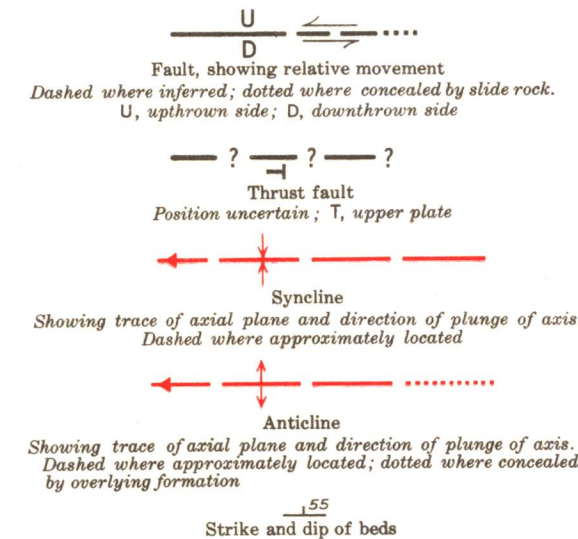 U
D
Fault, showing relative movement
Dashed where inferred; dotted where concealed by slide rock.
U, upthrown side; D, downthrown side
? ? ?
T
Thrust fault
Position uncertain; T, upper plate
Syncline
Showing trace of axial plane and direction of plunge of axis
Dashed where approximately located
Anticline
Showing trace of axial plane and direction of plunge of axis.
Dashed where approximately located; dotted where concealed
by overlying formation
55
Strike and dip of beds